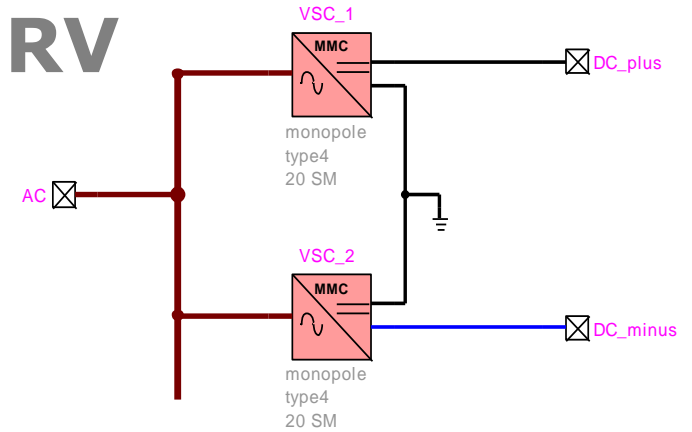 RV
VSC_1
MMC
DC_plus
monopole
type4
20 SM
AC
VSC_2
MMC
DC_minus
monopole
type4
20 SM